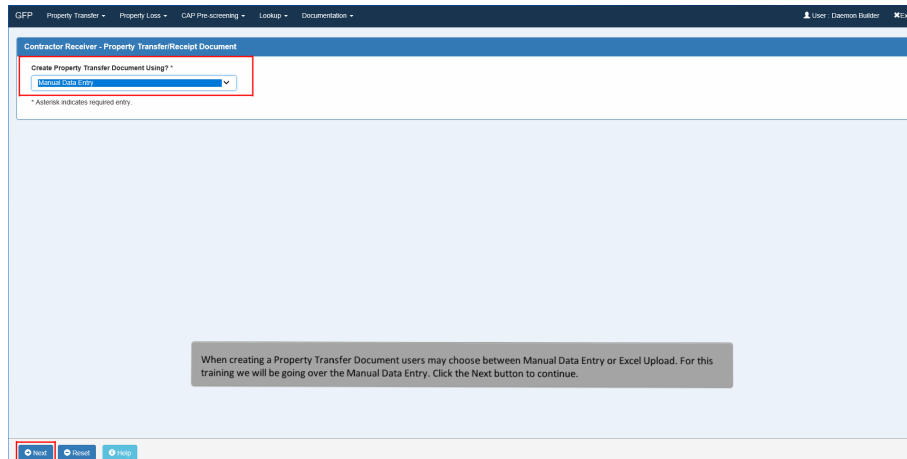 GFP Property Transfer Property Loss CAP Pre-screening Lookup Documentation User : Daemon Builder
Contractor Receiver - Property Transfer/Receipt Document
Create Property Transfer Document Using? *
Manual Data Entry
* Asterisk indicates required entry.
When creating a Property Transfer Document users may choose between Manual Data Entry or Excel Upload. For this
training we will be going over the Manual Data Entry. Click the Next button to continue.
Next Reset Help